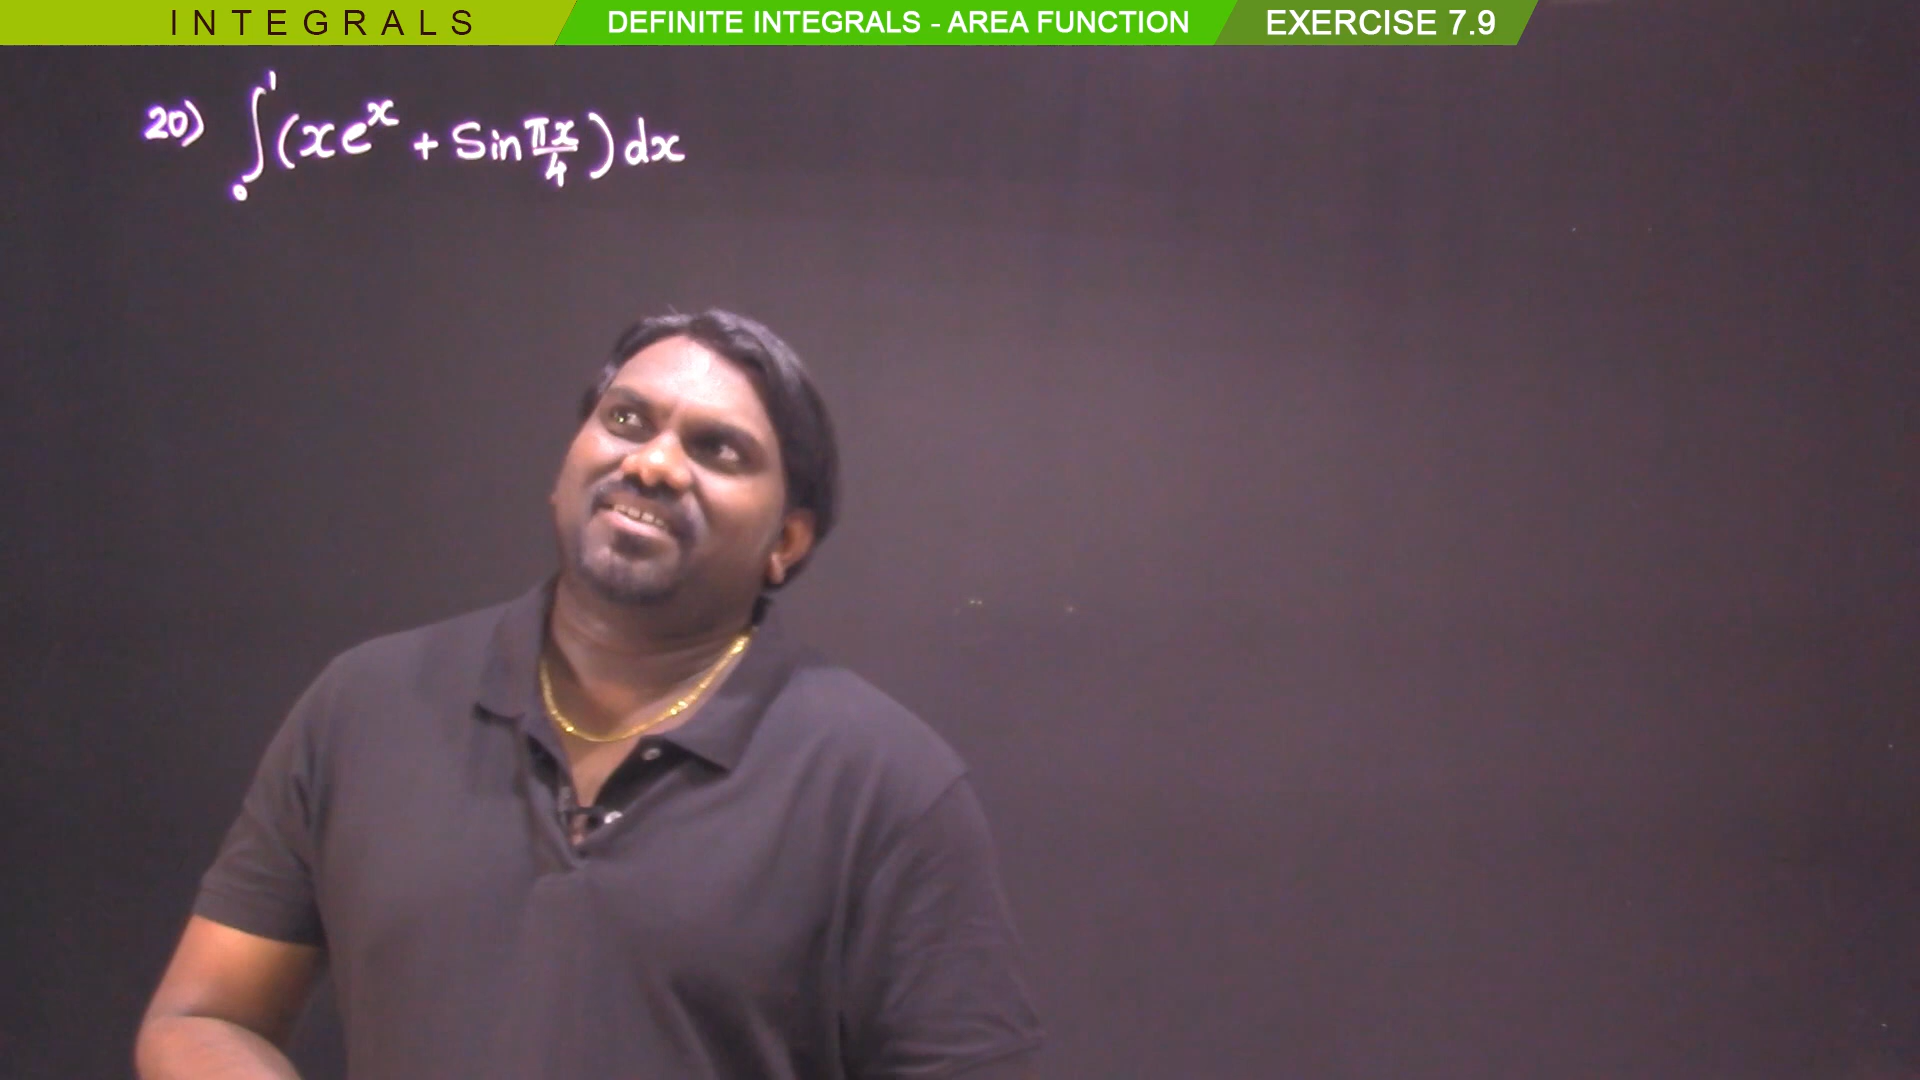 INTEGRALS DEFINITE INTEGRALS - AREA FUNCTION EXERCISE 7.9
20) ∫₀¹ (xeˣ + Sin πx/4) dx